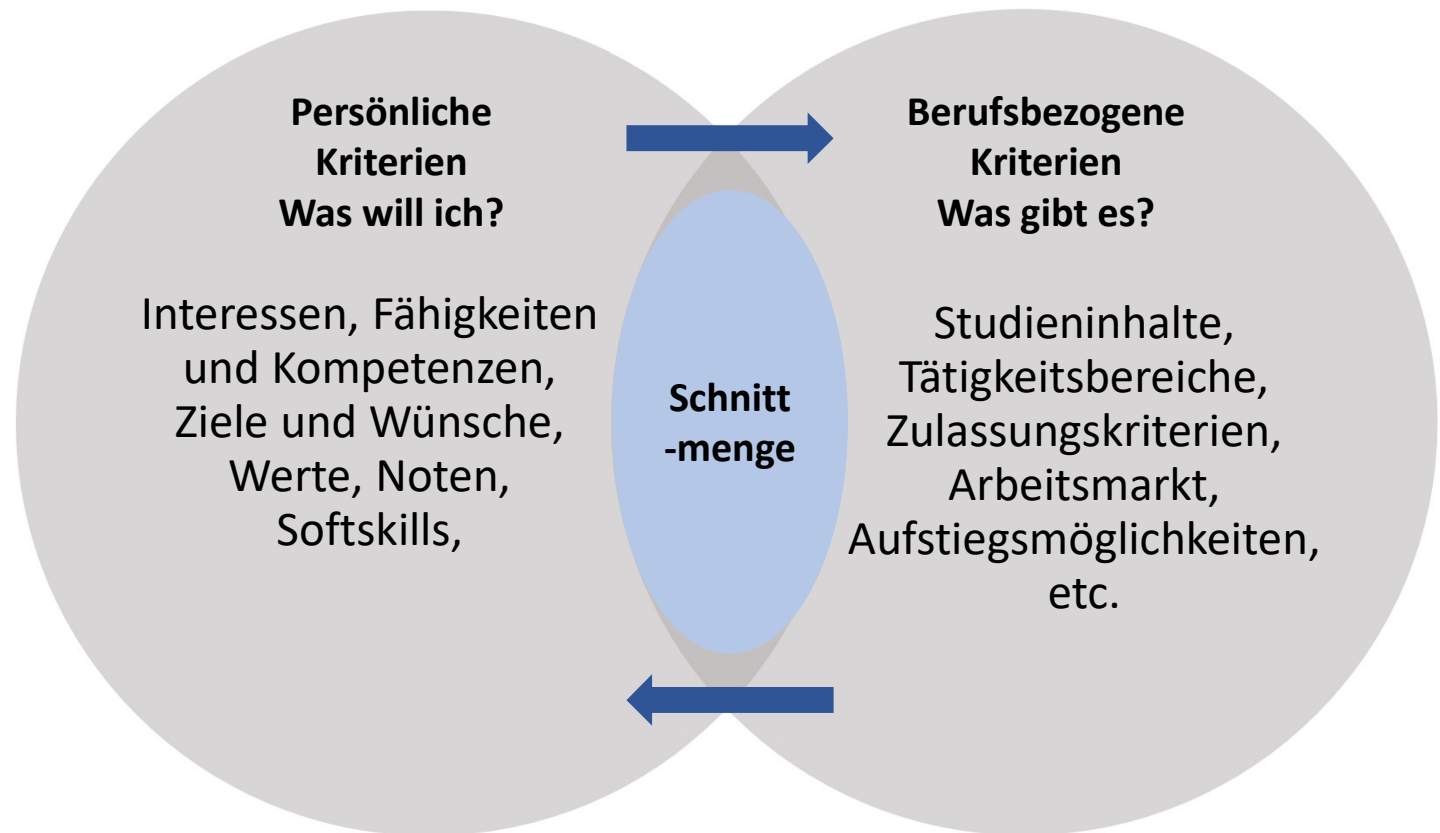 Persönliche
Kriterien
Was will ich?
Interessen, Fähigkeiten
und Kompetenzen,
Ziele und Wünsche,
Werte, Noten,
Softskills,
Schnitt
-menge
Berufsbezogene
Kriterien
Was gibt es?
Studieninhalte,
Tätigkeitsbereiche,
Zulassungskriterien,
Arbeitsmarkt,
Aufstiegsmöglichkeiten,
etc.